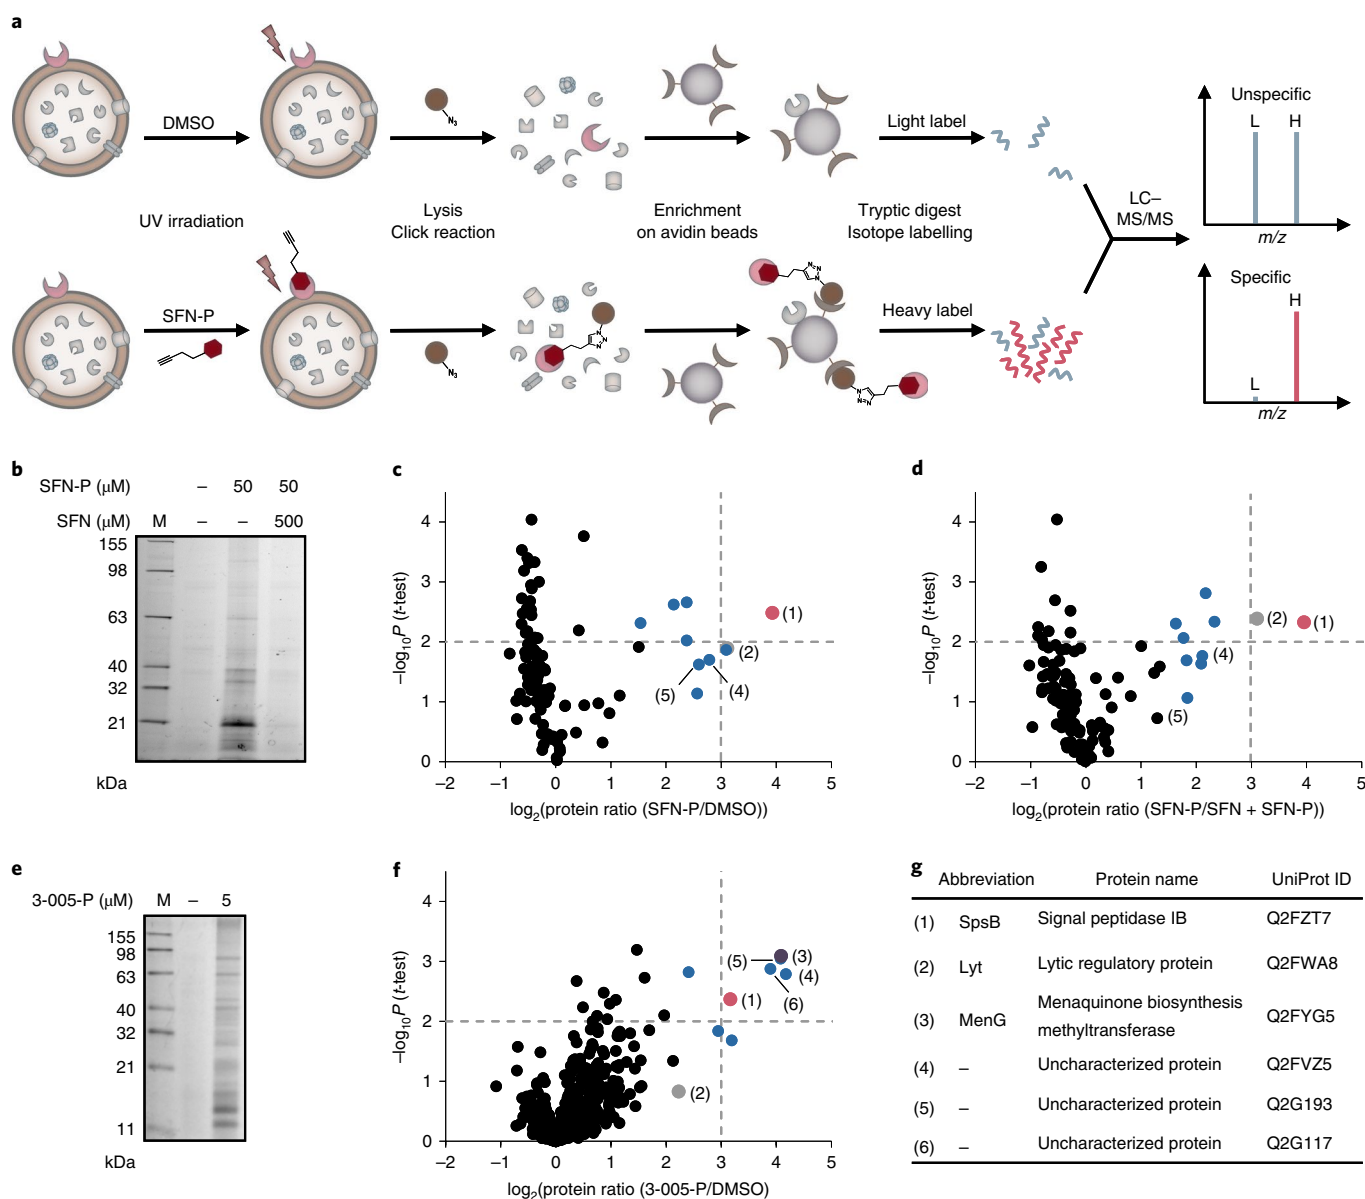 a
DMSO
N3
Light label
Unspecific
L H
m/z
UV irradiation
Lysis
Click reaction
Enrichment
on avidin beads
Tryptic digest
Isotope labelling
LC–
MS/MS
SFN-P
N3
N
N
N
N
N
N
N
N
N
Heavy label
Specific
H
L
m/z
b
SFN-P (μM) – 50 50
SFN (μM) M – – 500
155
98
63
40
32
21
kDa
c
–log10P (t-test)
4
3
2
1
0
(1)
(2)
(5)
(4)
–2 –1 0 1 2 3 4 5
log2(protein ratio (SFN-P/DMSO))
d
–log10P (t-test)
4
3
2
1
0
(2)
(1)
(4)
(5)
–2 –1 0 1 2 3 4 5
log2(protein ratio (SFN-P/SFN + SFN-P))
e
3-005-P (μM) M – 5
155
98
63
40
32
21
11
kDa
f
–log10P (t-test)
4
3
2
1
0
(5)
(3)
(4)
(6)
(1)
(2)
–2 –1 0 1 2 3 4 5
log2(protein ratio (3-005-P/DMSO)
g
Abbreviation Protein name UniProt ID
(1) SpsB Signal peptidase IB Q2FZT7
(2) Lyt Lytic regulatory protein Q2FWA8
(3) MenG Menaquinone biosynthesis methyltransferase Q2FYG5
(4) – Uncharacterized protein Q2FVZ5
(5) – Uncharacterized protein Q2G193
(6) – Uncharacterized protein Q2G117